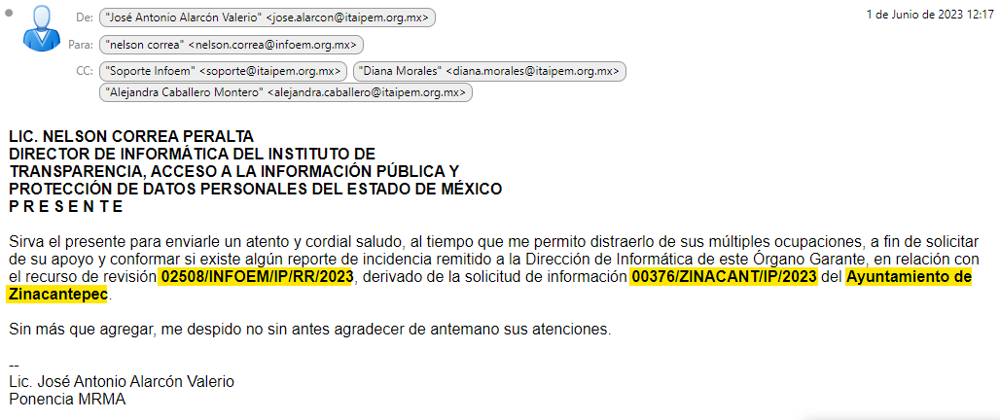 De: "José Antonio Alarcón Valerio" <jose.alarcon@itaipem.org.mx>
1 de Junio de 2023 12:17
Para: "nelson correa" <nelson.correa@infoem.org.mx>
CC: "Soporte Infoem" <soporte@itaipem.org.mx> "Diana Morales" <diana.morales@itaipem.org.mx>
"Alejandra Caballero Montero" <alejandra.caballero@itaipem.org.mx>
LIC. NELSON CORREA PERALTA
DIRECTOR DE INFORMÁTICA DEL INSTITUTO DE
TRANSPARENCIA, ACCESO A LA INFORMACIÓN PÚBLICA Y
PROTECCIÓN DE DATOS PERSONALES DEL ESTADO DE MÉXICO
P R E S E N T E
Sirva el presente para enviarle un atento y cordial saludo, al tiempo que me permito distraerlo de sus múltiples ocupaciones, a fin de solicitar
de su apoyo y conformar si existe algún reporte de incidencia remitido a la Dirección de Informática de este Órgano Garante, en relación con
el recurso de revisión 02508/INFOEM/IP/RR/2023, derivado de la solicitud de información 00376/ZINACANT/IP/2023 del Ayuntamiento de
Zinacantepec.
Sin más que agregar, me despido no sin antes agradecer de antemano sus atenciones.
--
Lic. José Antonio Alarcón Valerio
Ponencia MRMA